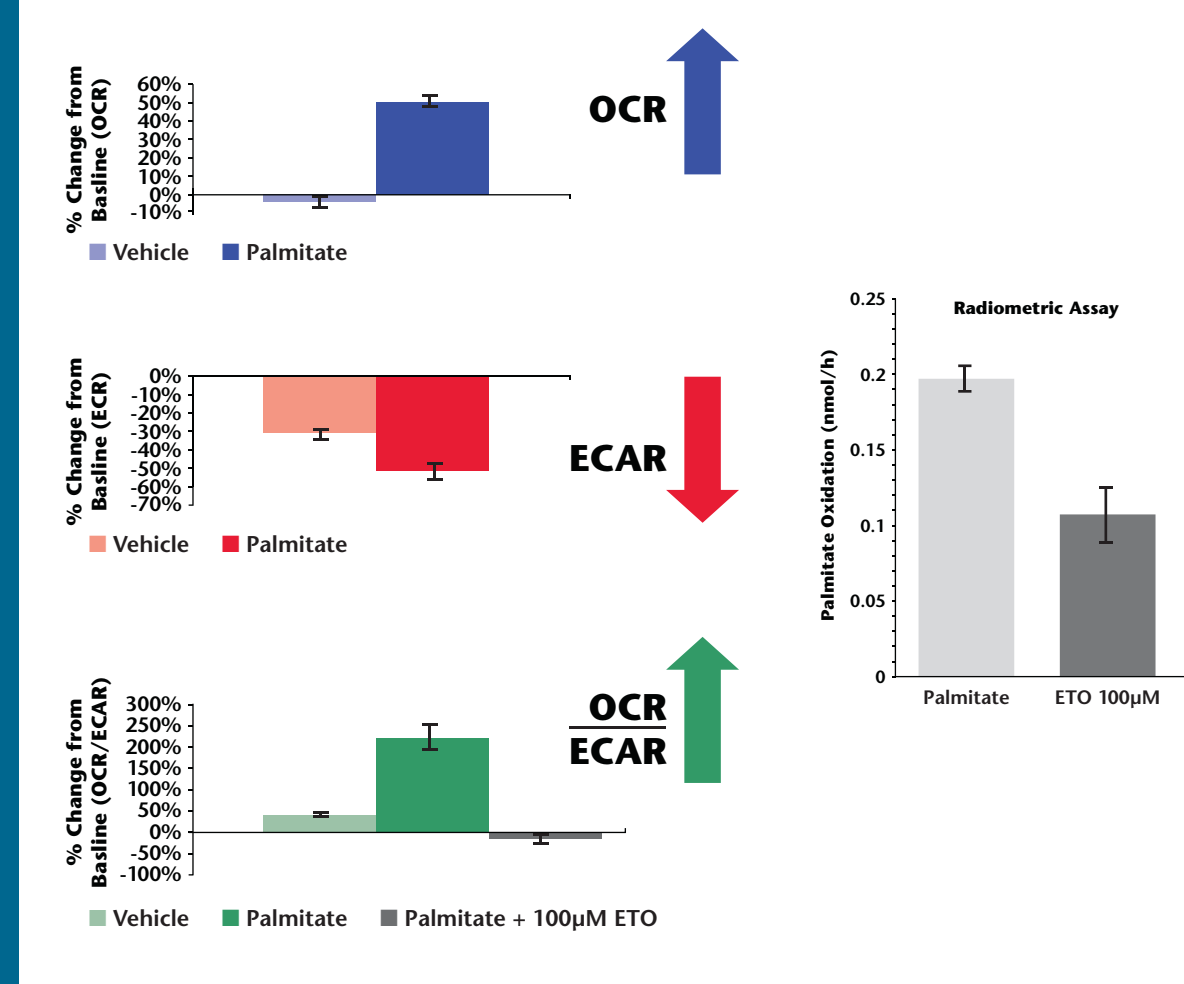 % Change from
Basline (OCR)
60%
50%
40%
30%
20%
10%
0%
-10%
Vehicle
Palmitate
OCR
% Change from
Basline (ECR)
0%
-10%
-20%
-30%
-40%
-50%
-60%
-70%
Vehicle
Palmitate
ECAR
% Change from
Basline (OCR/ECAR)
300%
250%
200%
150%
100%
50%
0%
-50%
-100%
Vehicle
Palmitate
Palmitate + 100µM ETO
OCR
ECAR
Radiometric Assay
Palmitate Oxidation (nmol/h)
0.25
0.2
0.15
0.1
0.05
0
Palmitate
ETO 100µM